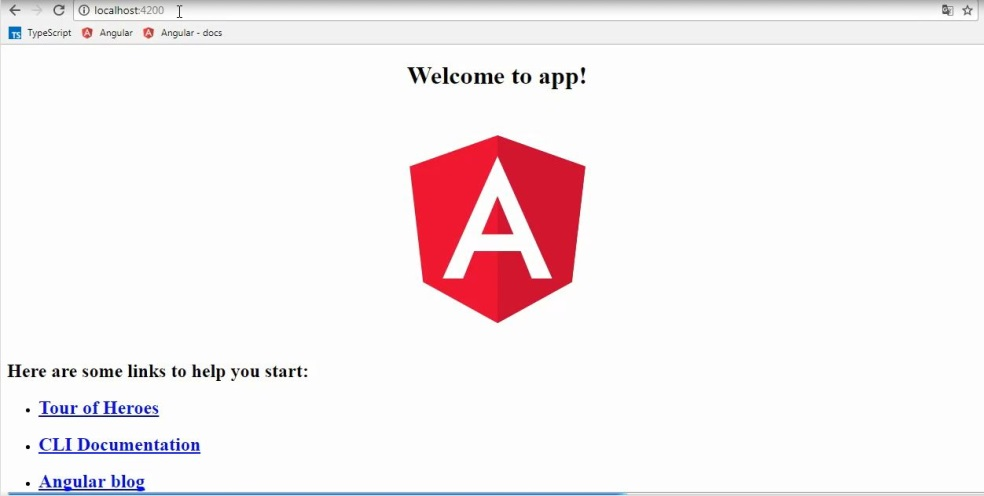 localhost:4200
TypeScript Angular Angular - docs
Welcome to app!
Here are some links to help you start:
Tour of Heroes
CLI Documentation
Angular blog